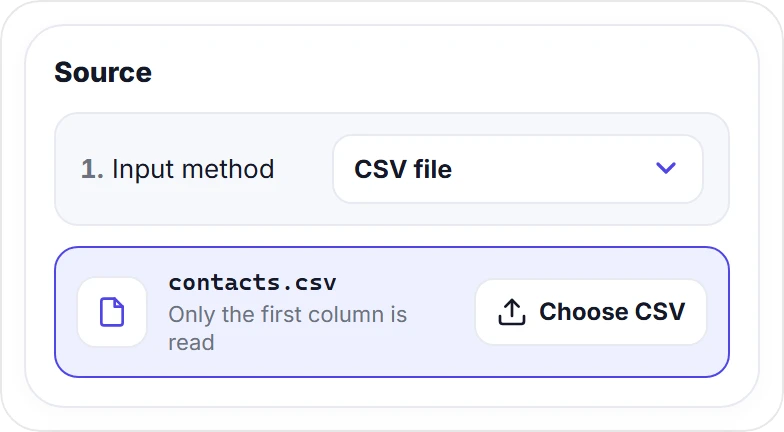 Source
1. Input method
CSV file
contacts.csv
Only the first column is
read
Choose CSV